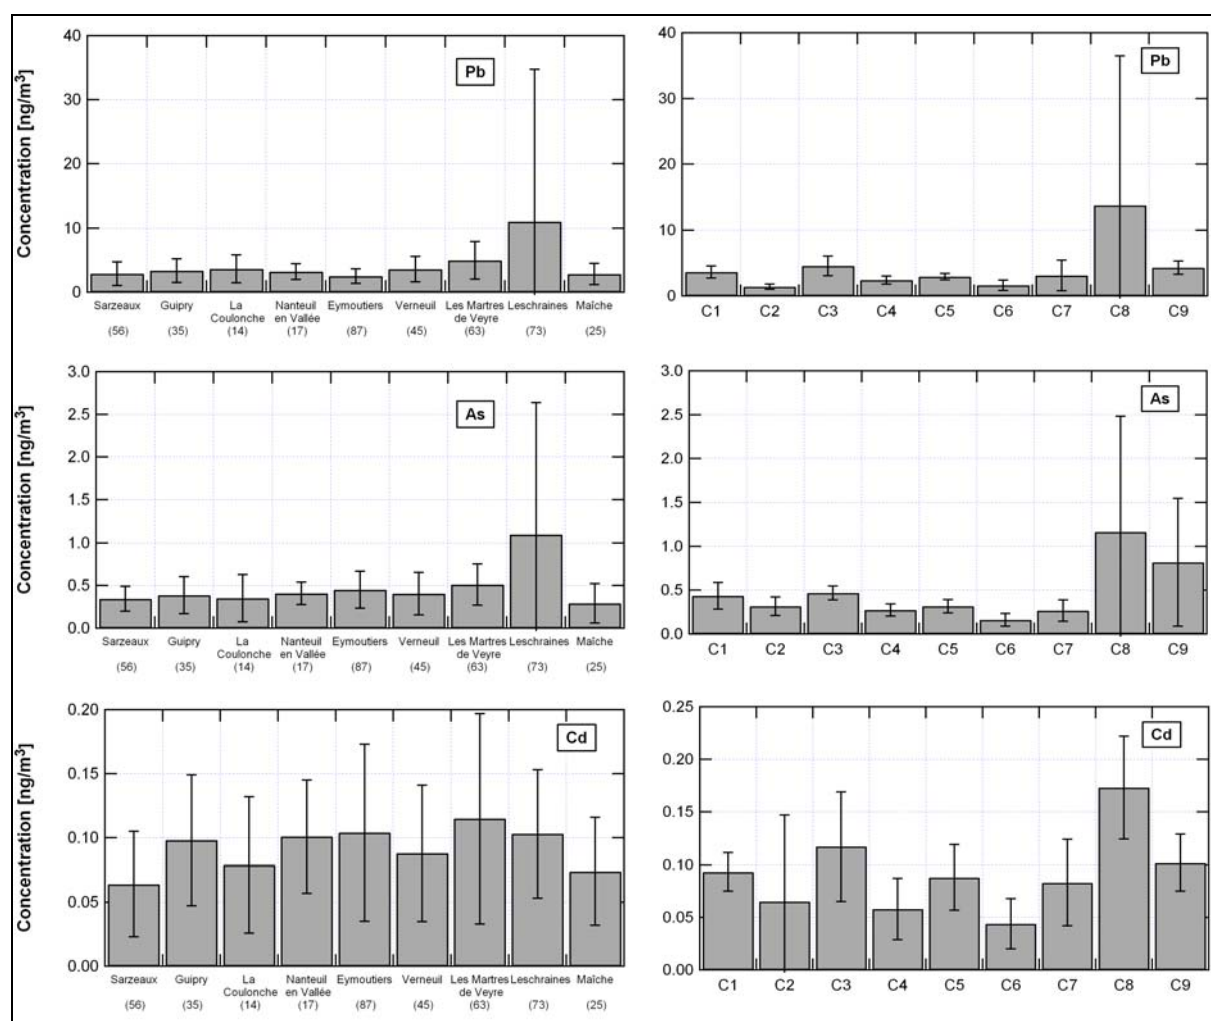 Concentration [ng/m³]
40
30
20
10
0
Pb
Sarzeaux Guipry La Coulonche Nanteuil en Vallée Eymoutiers Verneuil Les Martres de Veyre Leschraines Maîche
(56) (35) (14) (17) (87) (45) (63) (73) (25)
40
30
20
10
0
Pb
C1 C2 C3 C4 C5 C6 C7 C8 C9
Concentration [ng/m³]
3.0
2.5
2.0
1.5
1.0
0.5
0.0
As
Sarzeaux Guipry La Coulonche Nanteuil en Vallée Eymoutiers Verneuil Les Martres de Veyre Leschraines Maîche
(56) (35) (14) (17) (87) (45) (63) (73) (25)
3.0
2.5
2.0
1.5
1.0
0.5
0.0
As
C1 C2 C3 C4 C5 C6 C7 C8 C9
Concentration [ng/m³]
0.20
0.15
0.10
0.05
0.00
Cd
Sarzeaux Guipry La Coulonche Nanteuil en Vallée Eymoutiers Verneuil Les Martres de Veyre Leschraines Maîche
(56) (35) (14) (17) (87) (45) (63) (73) (25)
0.25
0.20
0.15
0.10
0.05
0.00
Cd
C1 C2 C3 C4 C5 C6 C7 C8 C9